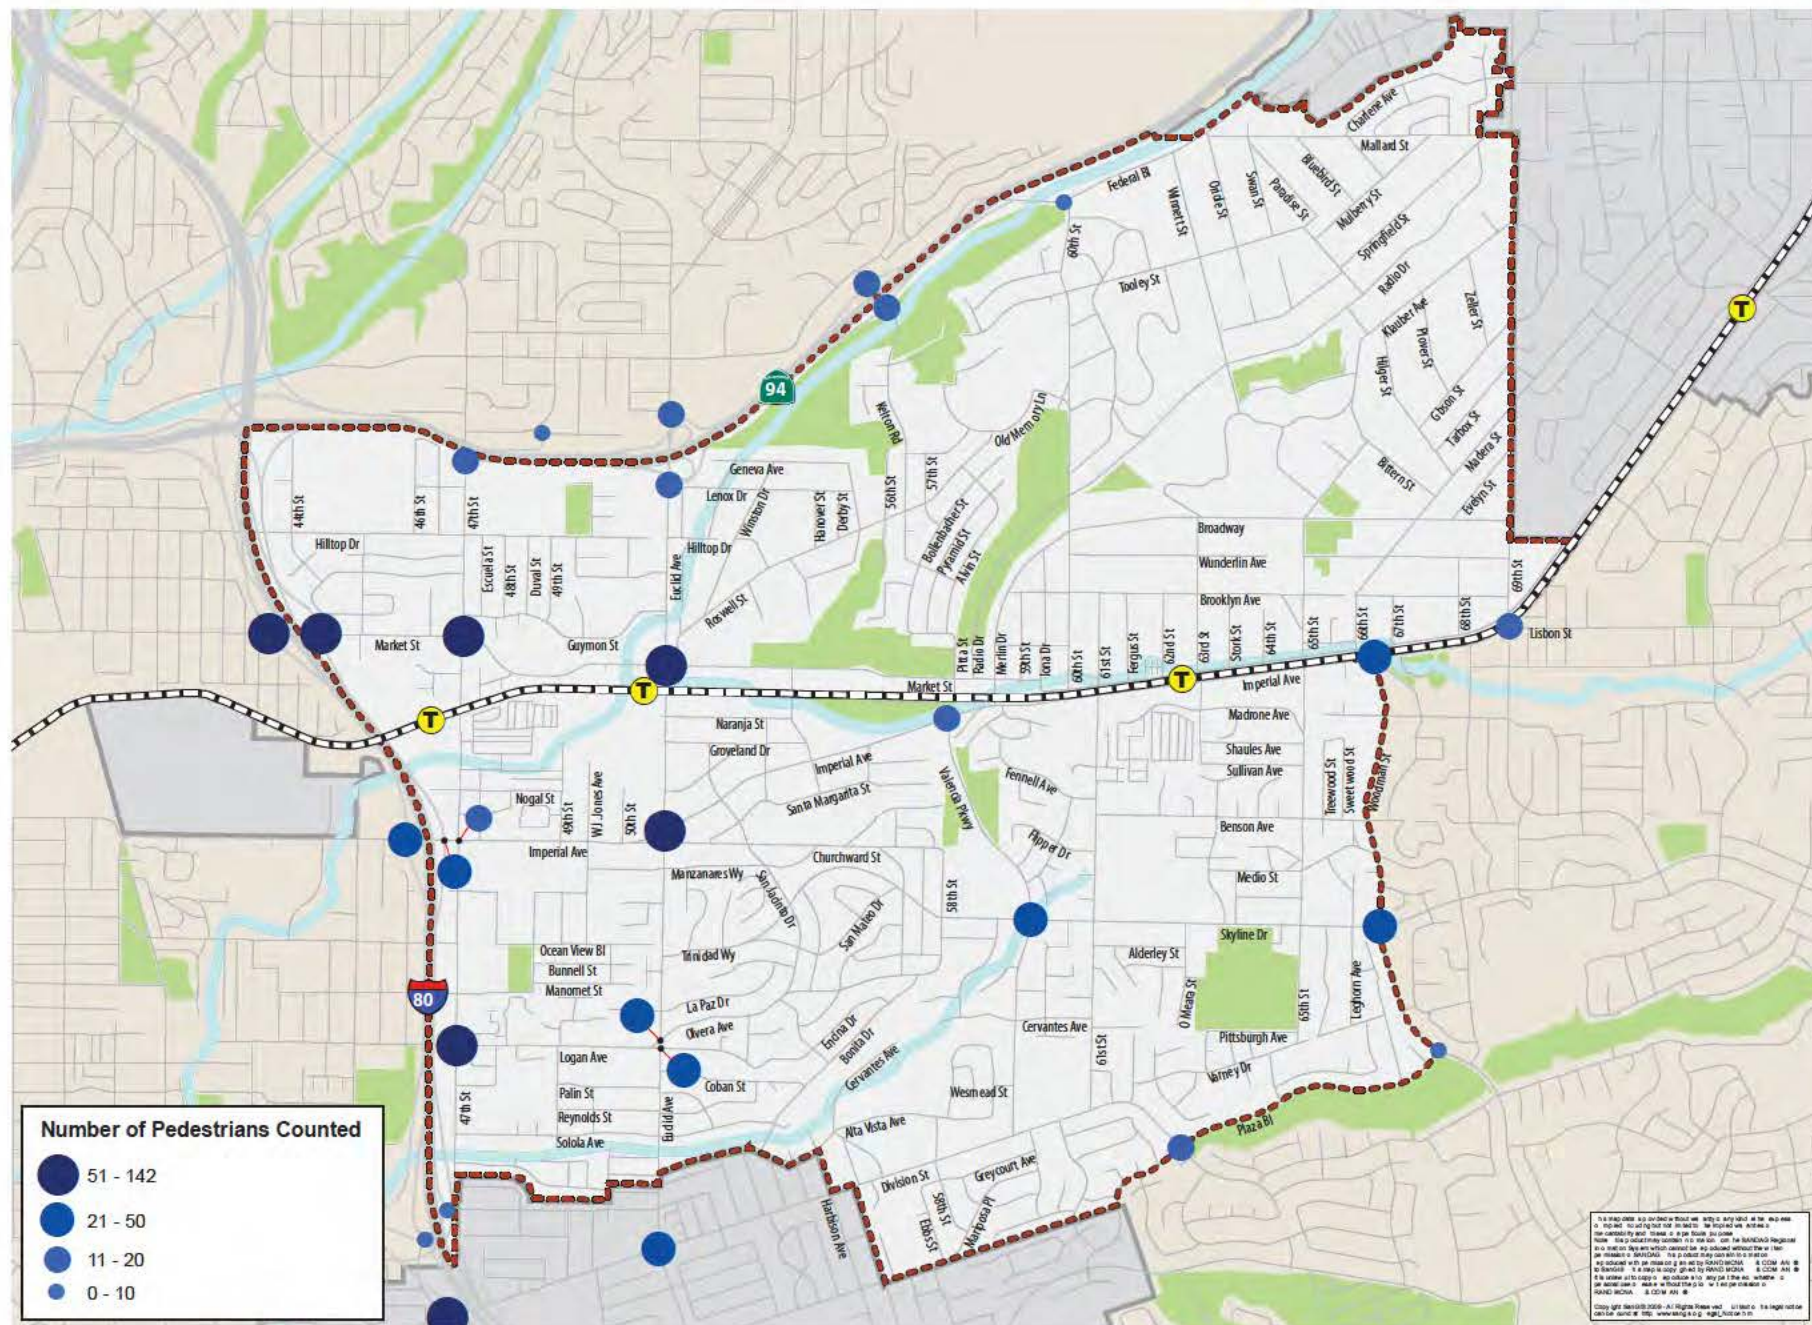 Charlene Ave
Mallard St
Federal Bl
Winnett St
Oriole St
Swan St
Paradise St
Bluebird St
Mulberry St
Springfield St
Radio Dr
60th St
Tooley St
Klauber Ave
Zeller St
Plover St
Hilger St
T
94
Kelton Rd
Old Memory Ln
Gibson St
Tarbox St
Madera St
Bittern St
Evelyn St
Geneva Ave
Lenox Dr
Winston Dr
Hanover St
Derby St
56th St
57th St
44th St
46th St
47th St
Hilltop Dr
Escuela St
48th St
Duval St
49th St
Euclid Ave
Hilltop Dr
Bollenbacher St
Pyramid St
Alvin St
Broadway
Wunderlin Ave
Brooklyn Ave
Roswell St
Market St
Guymon St
Pitta St
Radio Dr
Merlin Dr
59th St
Iona Dr
60th St
61st St
Fergus St
62nd St
63rd St
Stork St
64th St
65th St
66th St
67th St
68th St
69th St
Lisbon St
T
T
T
Market St
Imperial Ave
Naranja St
Groveland Dr
Imperial Ave
Santa Margarita St
Valencia Pkwy
Fennell Ave
Madrone Ave
Shaules Ave
Sullivan Ave
Treewood St
Sweetwood St
Woodman St
Nogal St
49th St
WJ Jones Ave
50th St
Imperial Ave
Churchward St
Flipper Dr
Benson Ave
Manzanares Wy
San Jacinto Dr
San Mateo Dr
58th St
Medio St
Ocean View Bl
Bunnell St
Manomet St
Trinidad Wy
Skyline Dr
Alderley St
O Meara St
65th St
Leghorn Ave
80
La Paz Dr
Olvera Ave
Encina Dr
Bonita Dr
Cervantes Ave
Cervantes Ave
61st St
Pittsburgh Ave
Logan Ave
Coban St
Varney Dr
Palin St
Reynolds St
Solola Ave
47th St
Euclid Ave
Wesmead St
Alta Vista Ave
Plaza Bl
Division St
Greycourt Ave
58th St
Ebbs St
Mariposa Pl
Harbison Ave
Number of Pedestrians Counted
51 - 142
21 - 50
11 - 20
0 - 10